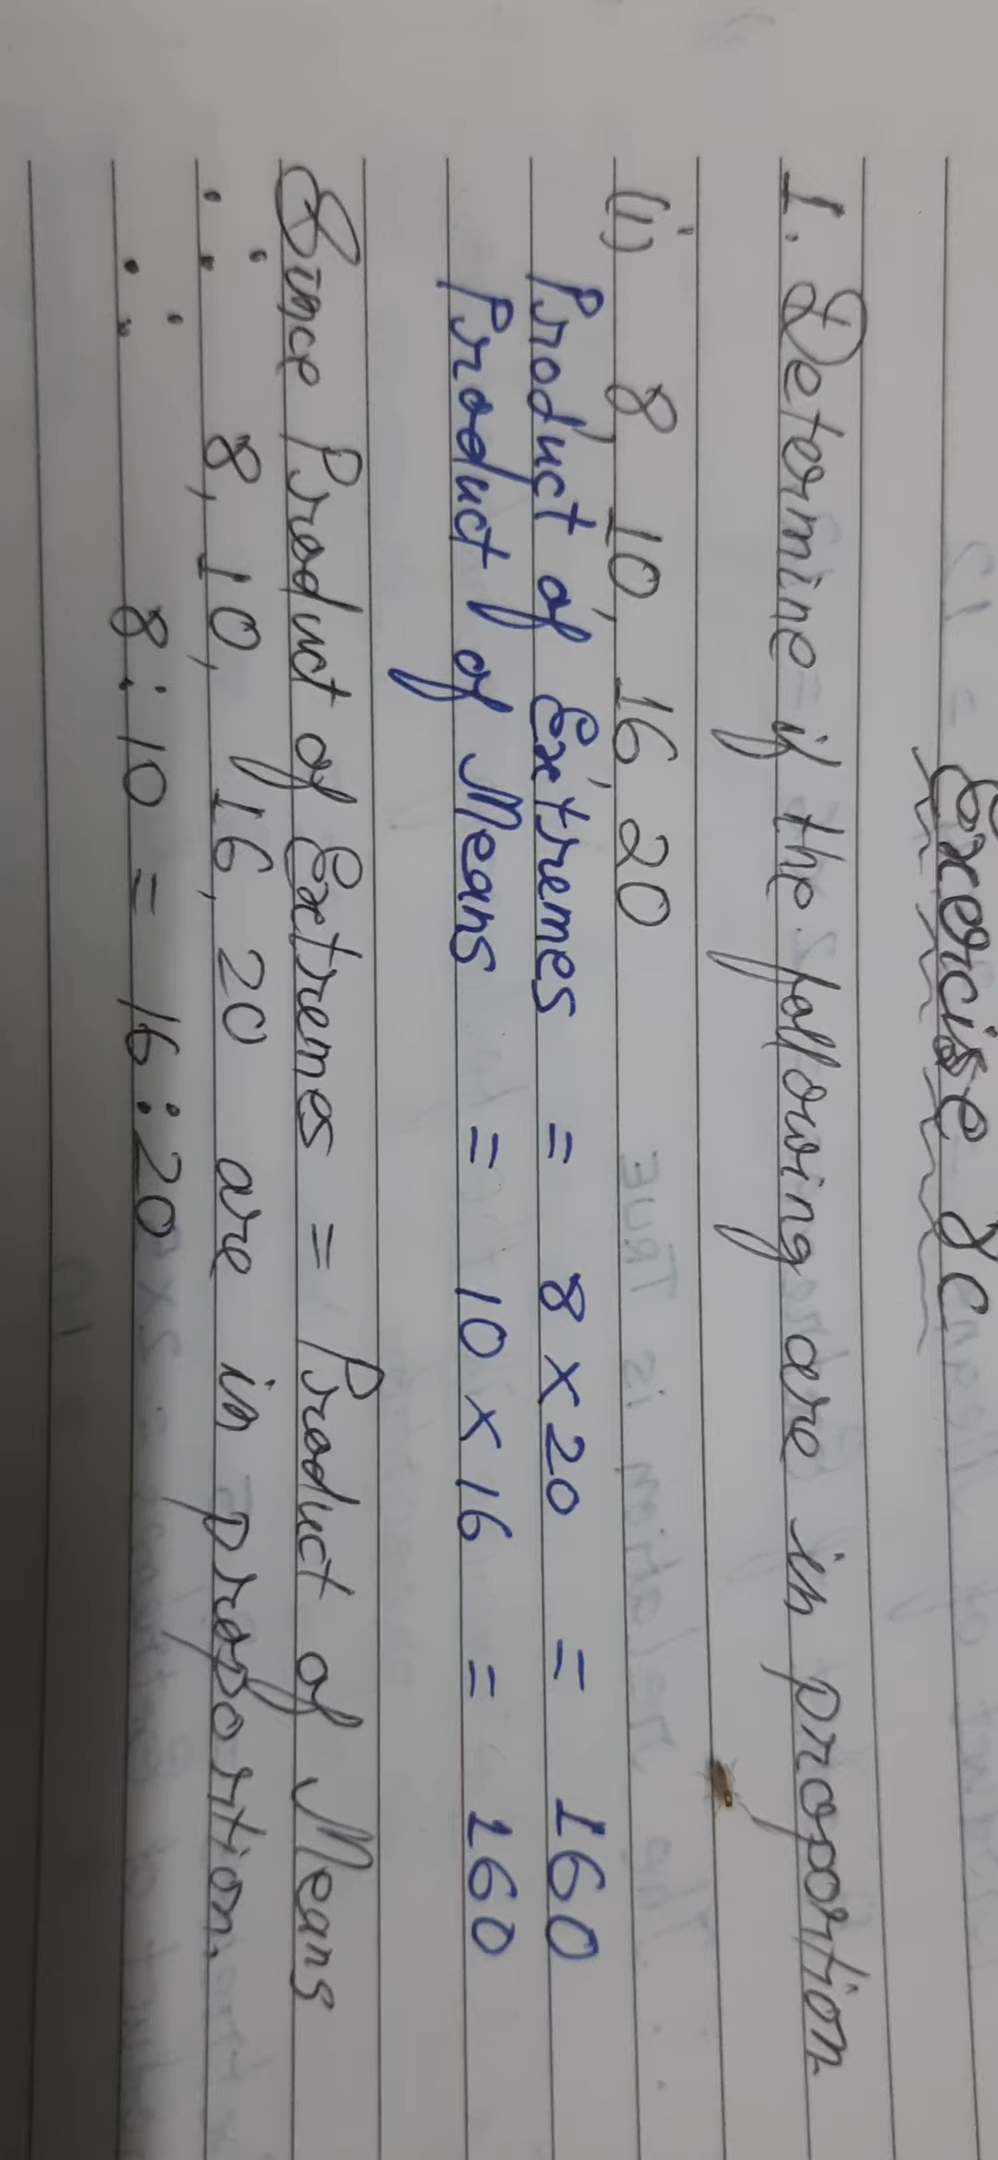 Exercise 8C
1. Determine if the following are in proportion
(i) 8, 10, 16, 20
Product of Extremes = 8 × 20 = 160
Product of Means = 10 × 16 = 160
Since Product of Extremes = Product of Means
∴ 8, 10, 16, 20 are in proportion.
∴ 8 : 10 = 16 : 20